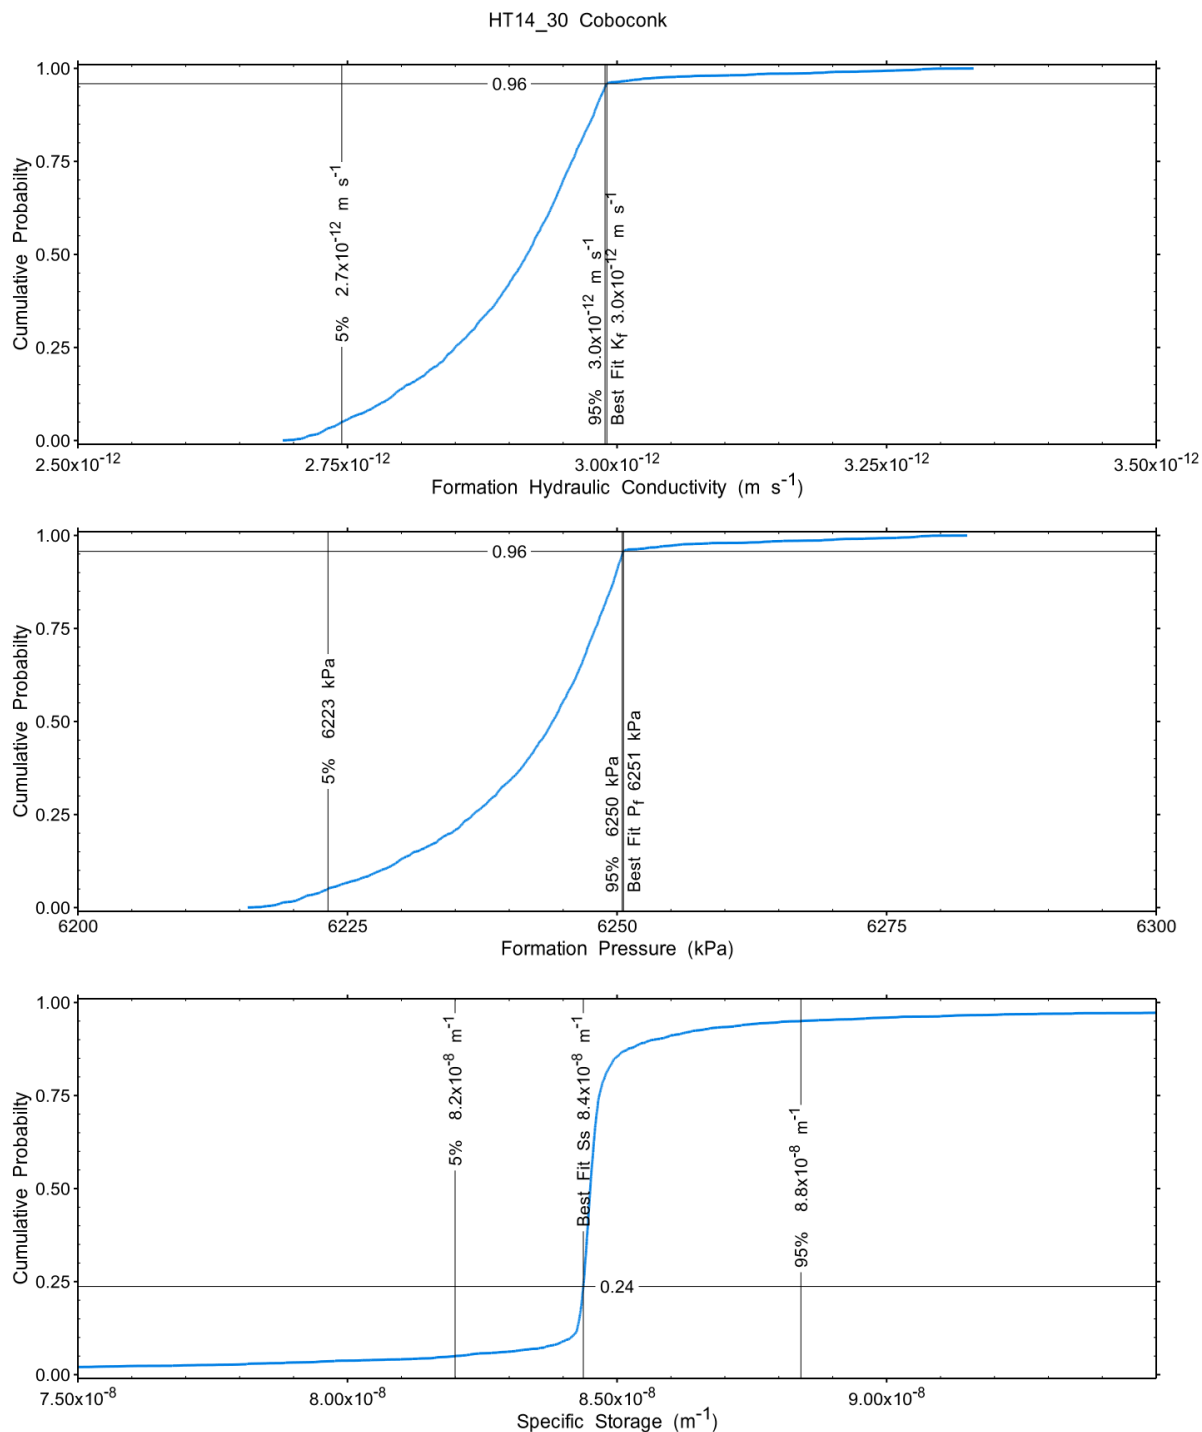 HT14_30 Coboconk
1.00
0.96
0.75
0.50
0.25
0.00
Cumulative Probabilty
5% 2.7x10⁻¹² m s⁻¹
95% 3.0x10⁻¹² m s⁻¹
Best Fit K_f 3.0x10⁻¹² m s⁻¹
2.50x10⁻¹² 2.75x10⁻¹² 3.00x10⁻¹² 3.25x10⁻¹² 3.50x10⁻¹²
Formation Hydraulic Conductivity (m s⁻¹)
1.00
0.96
0.75
0.50
0.25
0.00
Cumulative Probabilty
5% 6223 kPa
95% 6250 kPa
Best Fit P_f 6251 kPa
6200 6225 6250 6275 6300
Formation Pressure (kPa)
1.00
0.75
0.50
0.25
0.24
0.00
Cumulative Probabilty
5% 8.2x10⁻⁸ m⁻¹
Best Fit Ss 8.4x10⁻⁸ m⁻¹
95% 8.8x10⁻⁸ m⁻¹
7.50x10⁻⁸ 8.00x10⁻⁸ 8.50x10⁻⁸ 9.00x10⁻⁸
Specific Storage (m⁻¹)